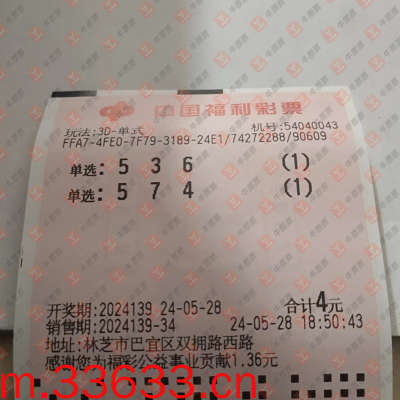 中国福利彩票
玩法:3D-单式 机号:54040043
FFA7-4FE0-7F79-3189-24E1/74272288/90609
单选: 5 3 6 (1)
单选: 5 7 4 (1)
开奖期:2024139 24-05-28 合计4元
销售期:2024139-34 24-05-28 18:50:43
地址:林芝市巴宜区双拥路西路
感谢您为福彩公益事业贡献1.36元
m.33633.cn